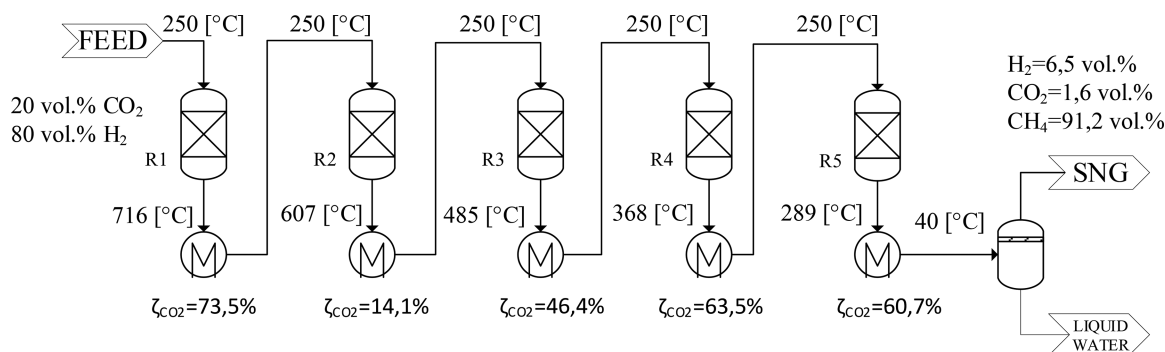 FEED
250 [°C]
250 [°C]
250 [°C]
250 [°C]
250 [°C]
20 vol.% CO₂
80 vol.% H₂
R1
R2
R3
R4
R5
H₂=6,5 vol.%
CO₂=1,6 vol.%
CH₄=91,2 vol.%
SNG
716 [°C]
607 [°C]
485 [°C]
368 [°C]
289 [°C]
40 [°C]
ζCO2=73,5%
ζCO2=14,1%
ζCO2=46,4%
ζCO2=63,5%
ζCO2=60,7%
LIQUID
WATER